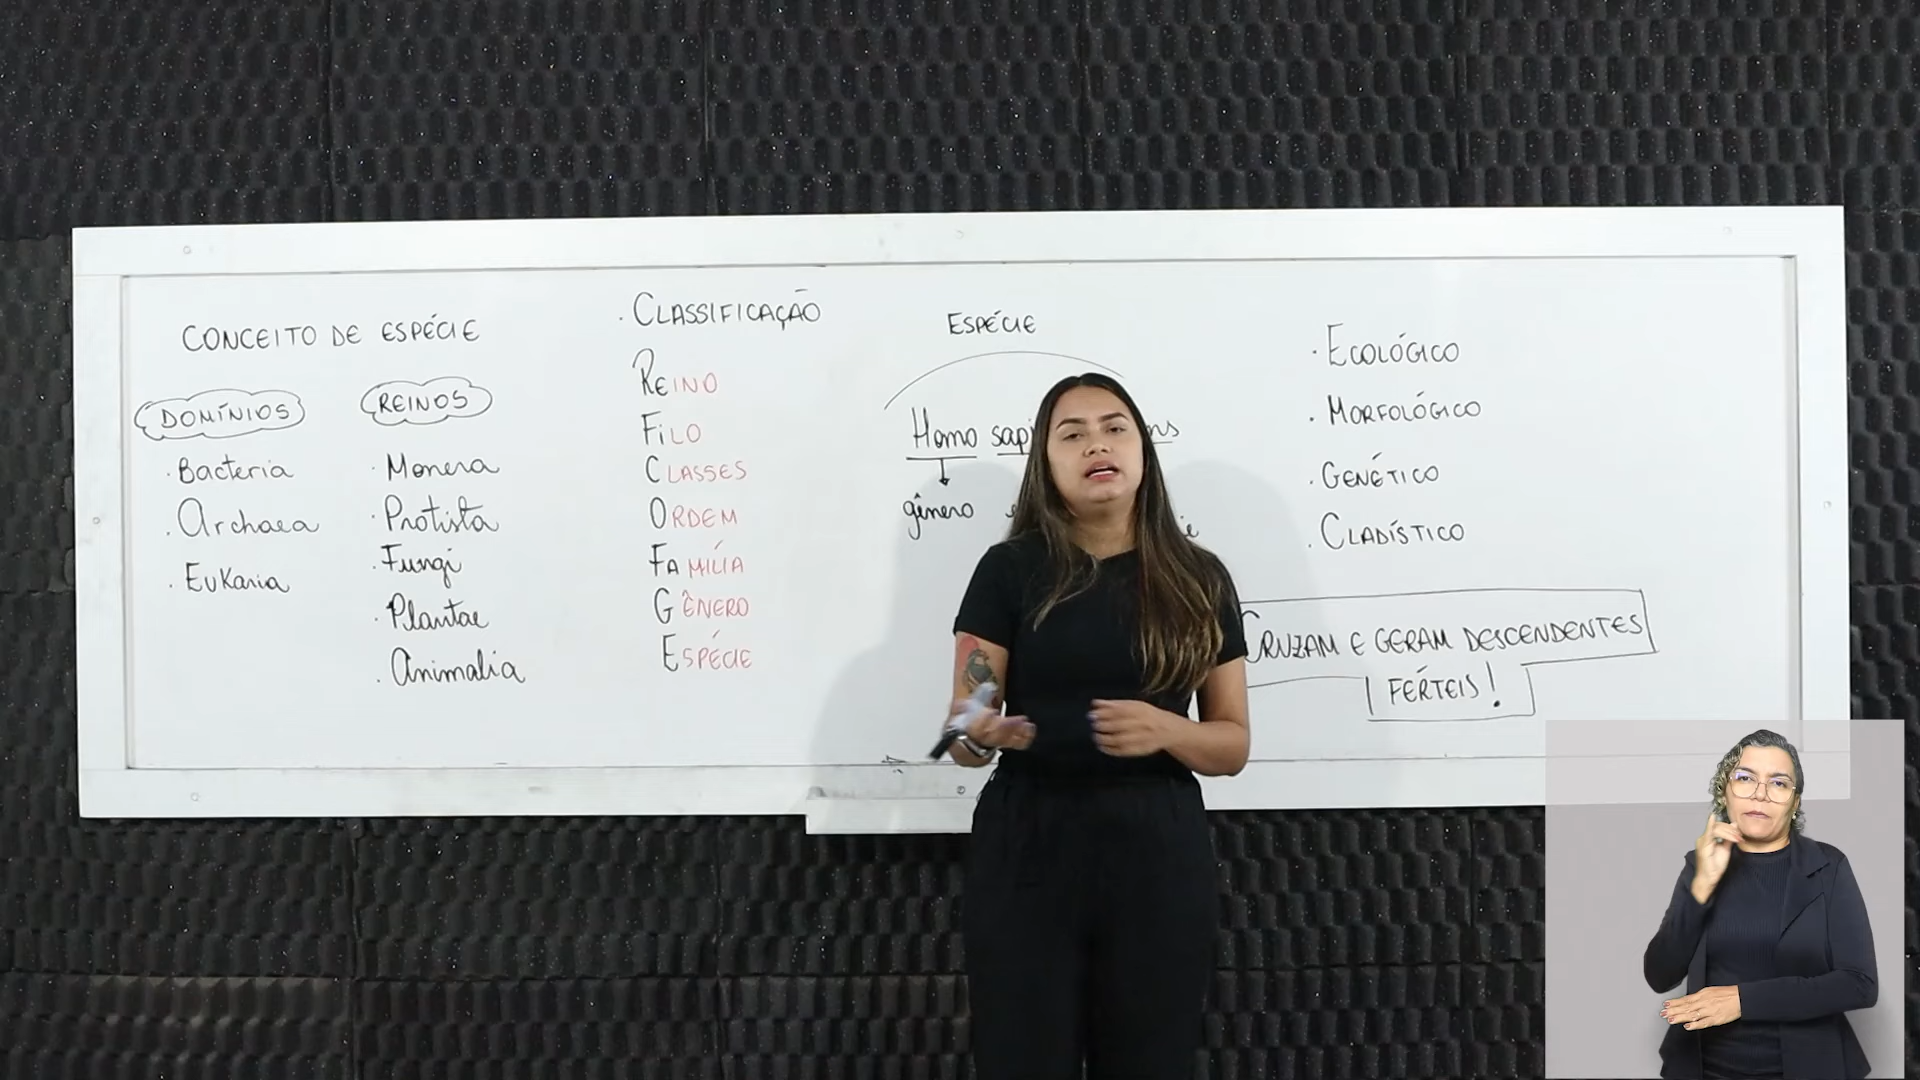 CONCEITO DE ESPÉCIE
DOMÍNIOS
· Bacteria
· Archaea
· Eukaria
REINOS
· Monera
· Protista
· Fungi
· Plantae
· Animalia
· CLASSIFICAÇÃO
REINO
FILO
CLASSES
ORDEM
FAMÍLIA
GÊNERO
ESPÉCIE
ESPÉCIE
Homo
gênero
· ECOLÓGICO
· MORFOLÓGICO
· GENÉTICO
· CLADÍSTICO
CRUZAM E GERAM DESCENDENTES
FÉRTEIS!